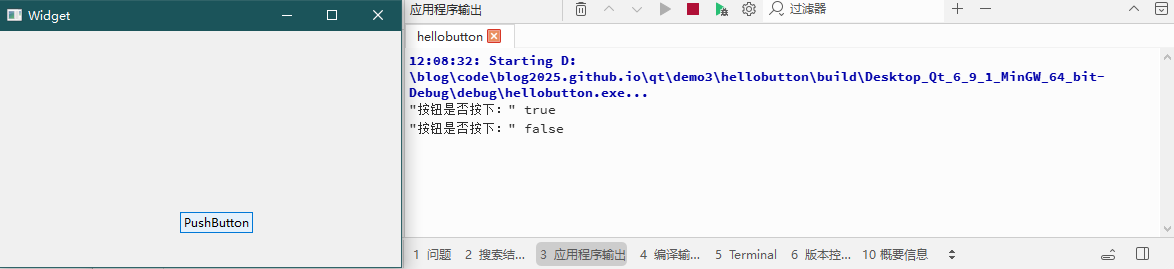 Widget
PushButton
应用程序输出
过滤器
hellobutton
12:08:32: Starting D:
\blog\code\blog2025.github.io\qt\demo3\hellobutton\build\Desktop_Qt_6_9_1_MinGW_64_bit-
Debug\debug\hellobutton.exe...
"按钮是否按下：" true
"按钮是否按下：" false
1 问题 2 搜索结... 3 应用程序输出 4 编译输... 5 Terminal 6 版本控... 10 概要信息